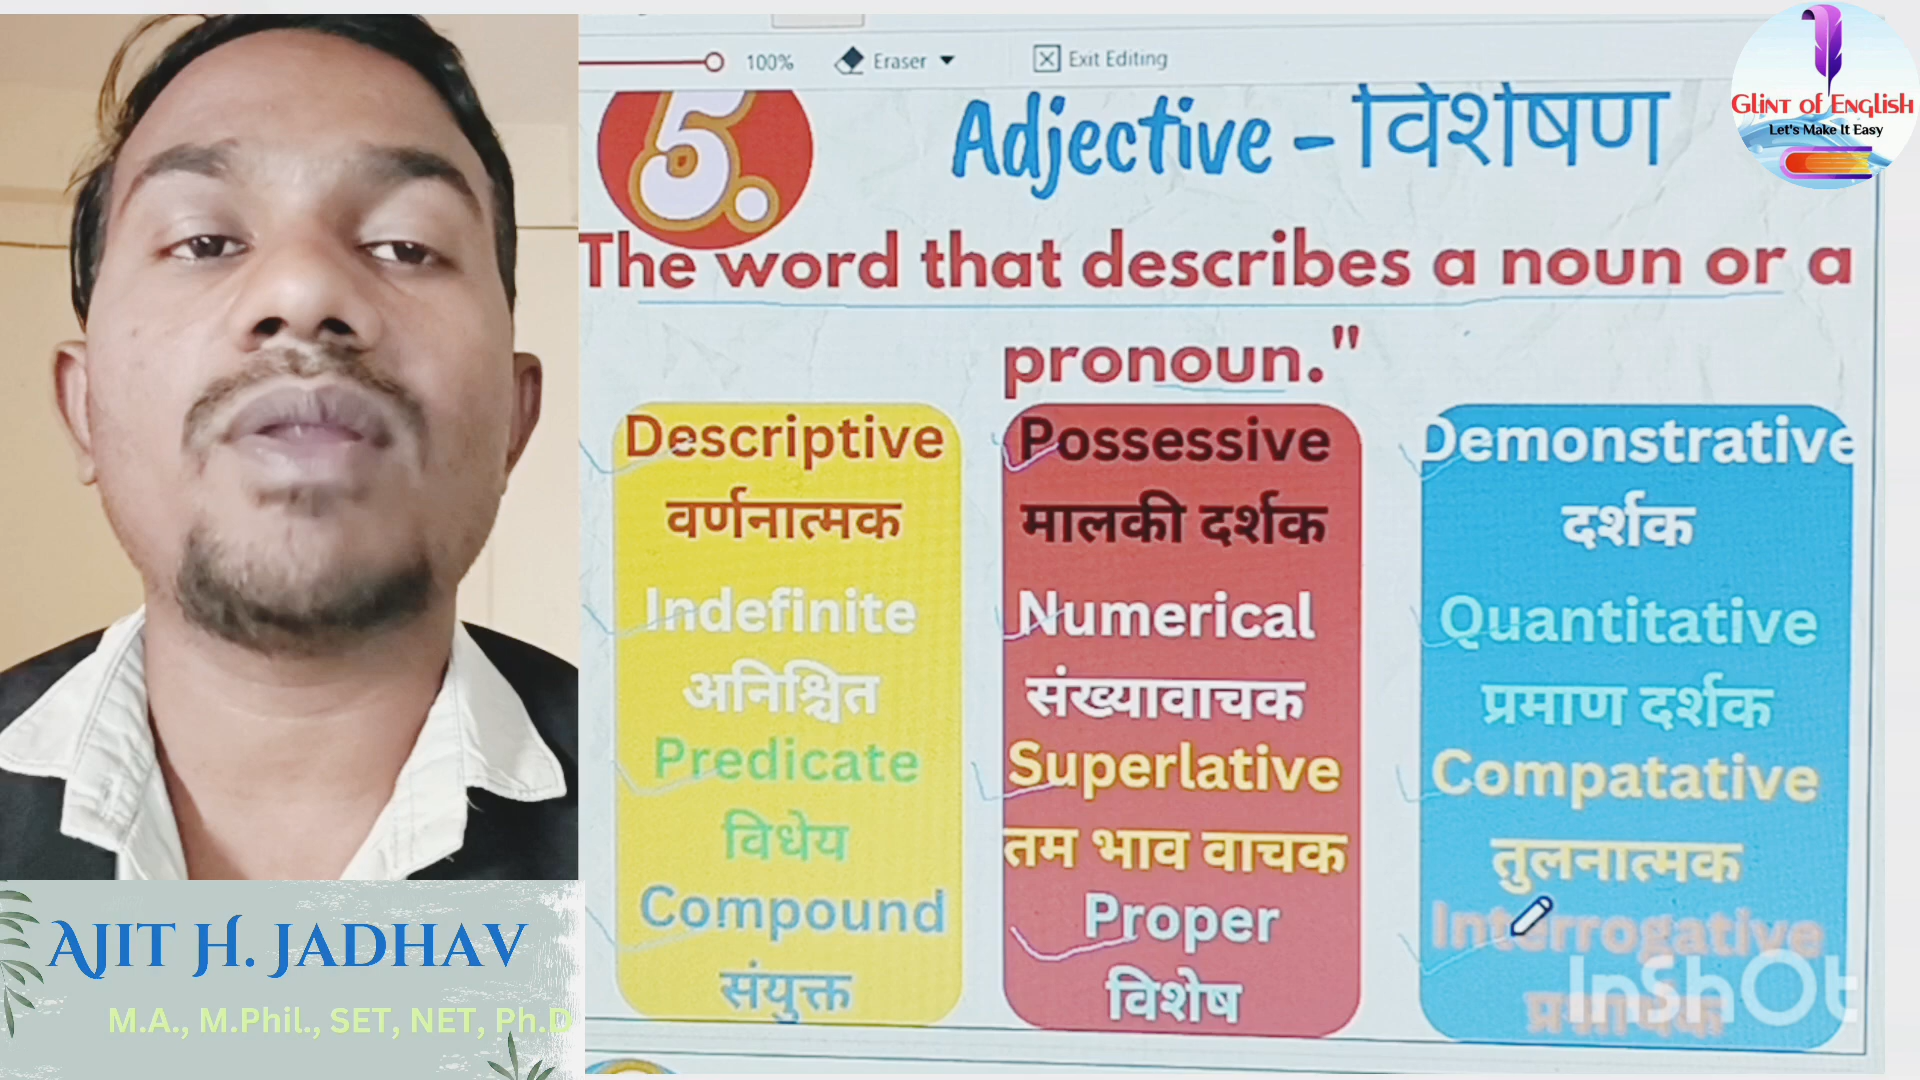 100% Eraser Exit Editing
Glint of English
Let's Make It Easy
5.
Adjective - विशेषण
The word that describes a noun or a
pronoun."
Descriptive
वर्णनात्मक
Indefinite
अनिश्चित
Predicate
विधेय
Compound
संयुक्त
Possessive
मालकी दर्शक
Numerical
संख्यावाचक
Superlative
तम भाव वाचक
Proper
विशेष
Demonstrative
दर्शक
Quantitative
प्रमाण दर्शक
Compatative
तुलनात्मक
Interrogative
InShOt
Ajit H. Jadhav
M.A., M.Phil., SET, NET, Ph.D